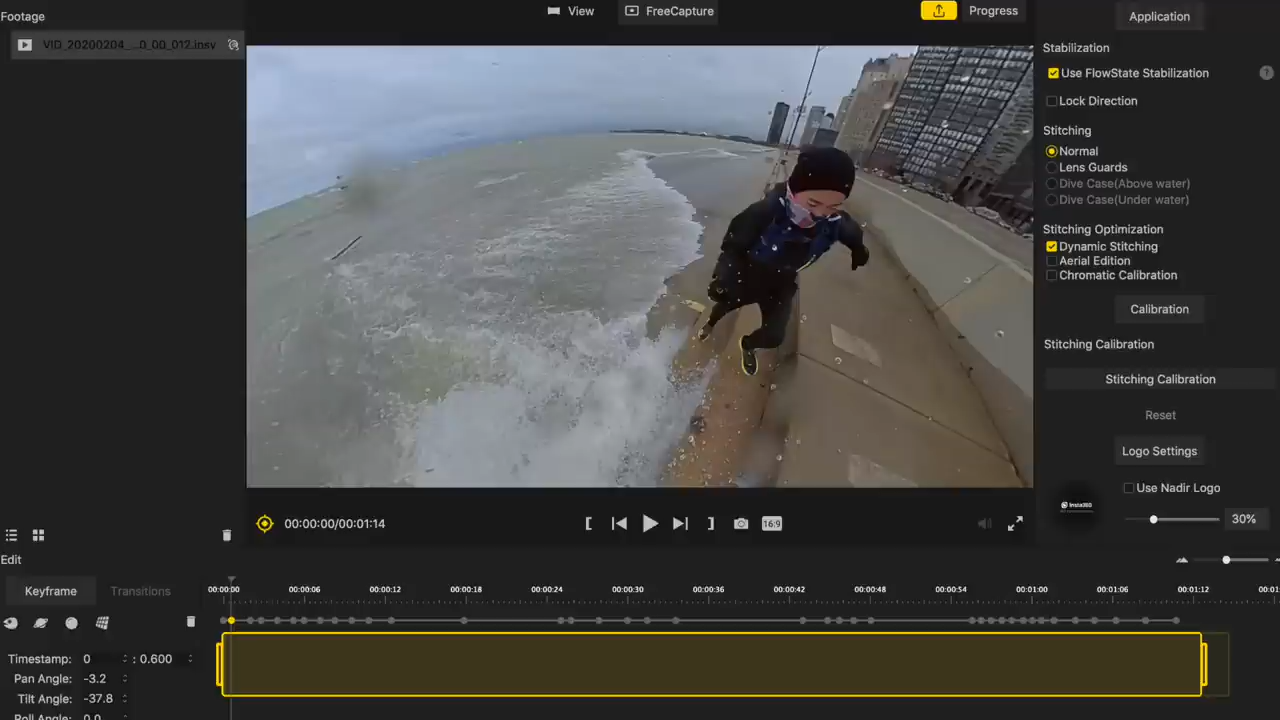 Footage
View
FreeCapture
Progress
Application
VID_20200204_...0_00_012.insv
Stabilization
Use FlowState Stabilization
?
Lock Direction
Stitching
Normal
Lens Guards
Dive Case(Above water)
Dive Case(Under water)
Stitching Optimization
Dynamic Stitching
Aerial Edition
Chromatic Calibration
Calibration
Stitching Calibration
Stitching Calibration
Reset
Logo Settings
Use Nadir Logo
Insta360
30%
00:00:00/00:01:14
[
]
16:9
Edit
Keyframe
Transitions
00:00:00 00:00:06 00:00:12 00:00:18 00:00:24 00:00:30 00:00:36 00:00:42 00:00:48 00:00:54 00:01:00 00:01:06 00:01:12
Timestamp: 0 : 0.600
Pan Angle: -3.2
Tilt Angle: -37.8
Roll Angle: 0.0